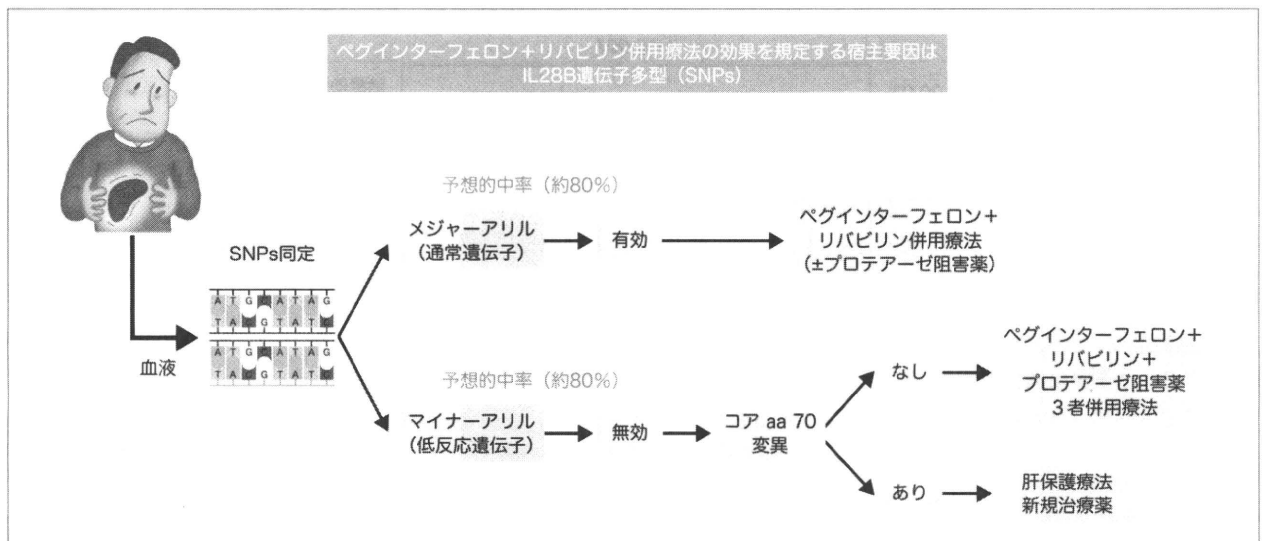 ペグインターフェロン＋リバビリン併用療法の効果を規定する宿主要因は
IL28B遺伝子多型（SNPs）
予想的中率（約80％）
メジャーアリル
（通常遺伝子）
有効
ペグインターフェロン＋
リバビリン併用療法
（±プロテアーゼ阻害薬）
SNPs同定
A T G C A T A G
T A C G T A T C
A T G C A T A G
T A C G T A T C
血液
予想的中率（約80％）
マイナーアリル
（低反応遺伝子）
無効
コア aa 70
変異
なし
ペグインターフェロン＋
リバビリン＋
プロテアーゼ阻害薬
３者併用療法
あり
肝保護療法
新規治療薬